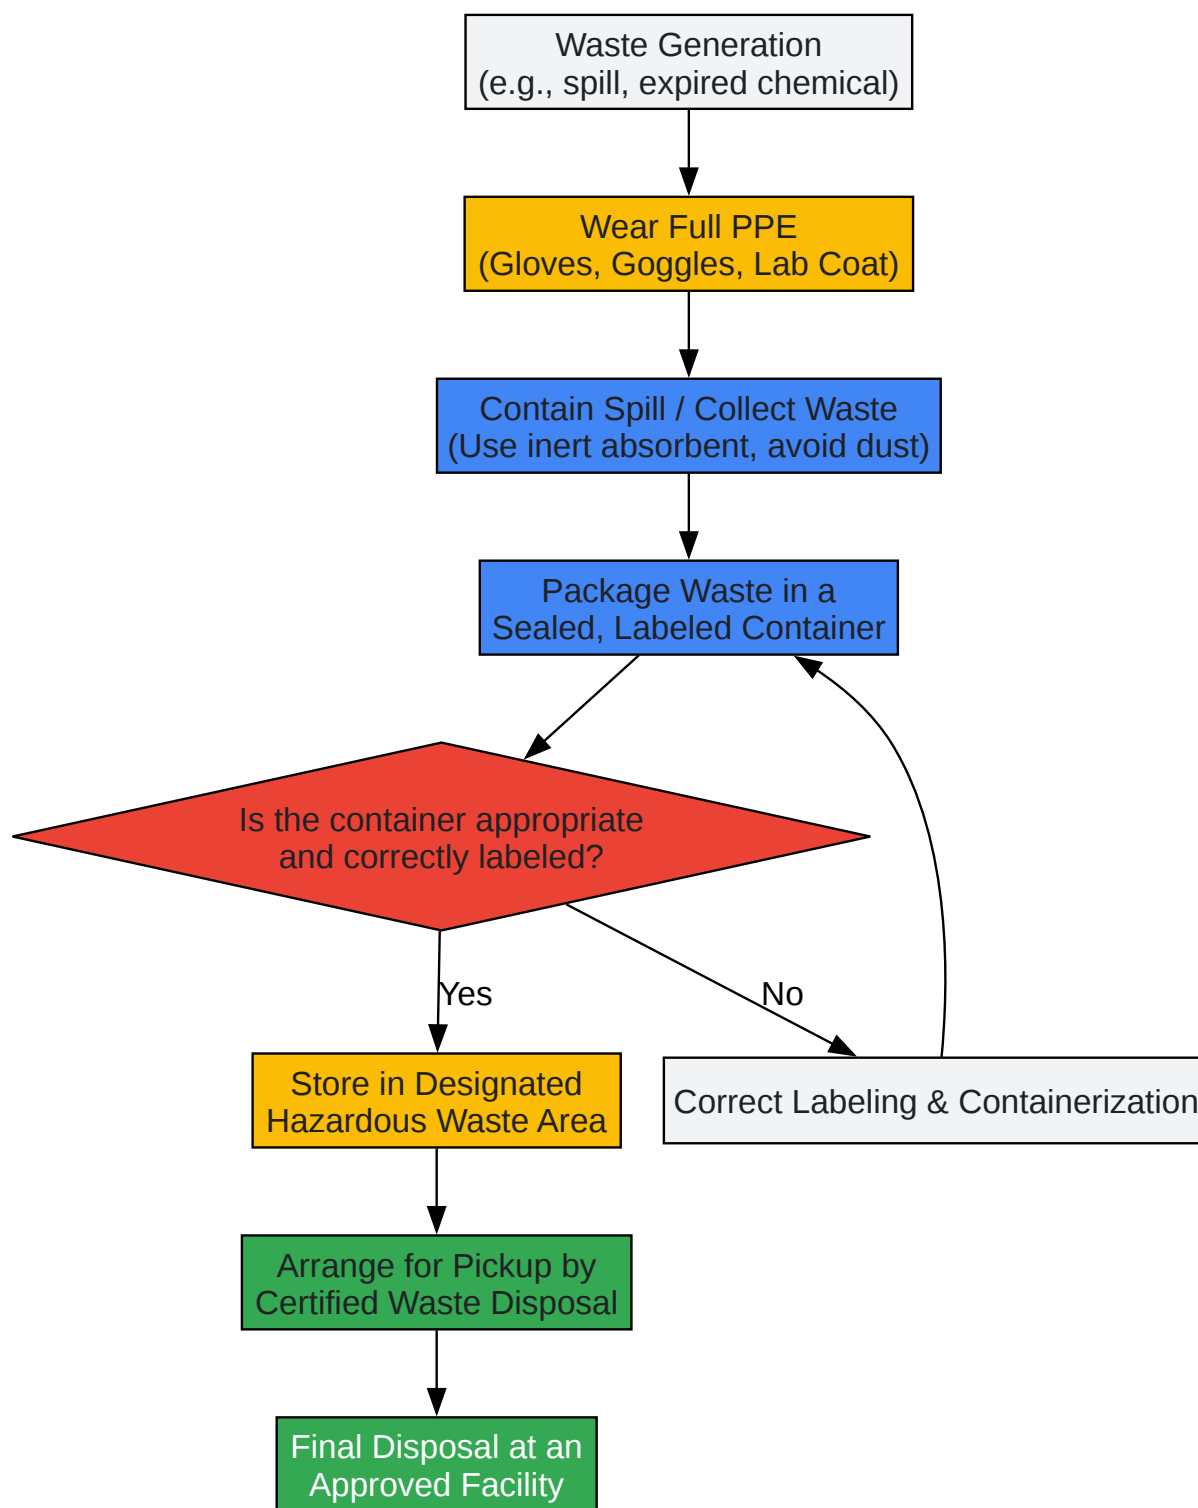 Waste Generation
(e.g., spill, expired chemical)
Wear Full PPE
(Gloves, Goggles, Lab Coat)
Contain Spill / Collect Waste
(Use inert absorbent, avoid dust)
Package Waste in a
Sealed, Labeled Container
Is the container appropriate
and correctly labeled?
Yes
No
Store in Designated
Hazardous Waste Area
Correct Labeling & Containerization
Arrange for Pickup by
Certified Waste Disposal
Final Disposal at an
Approved Facility